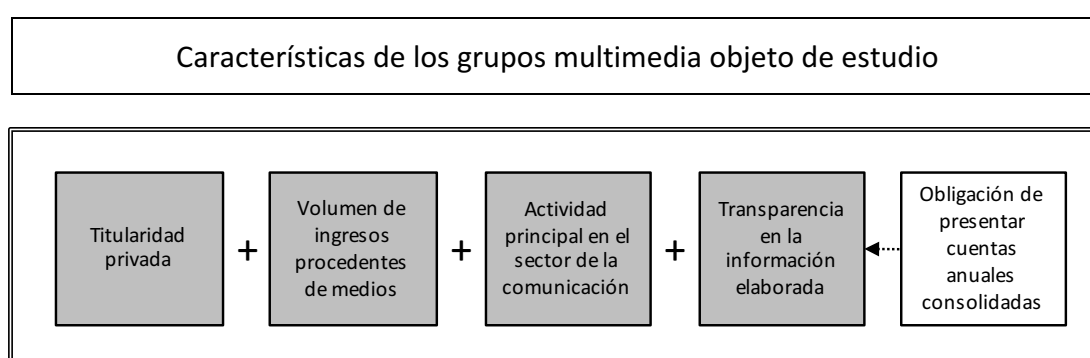 Características de los grupos multimedia objeto de estudio
Titularidad
privada
+
Volumen de
ingresos
procedentes
de medios
+
Actividad
principal en el
sector de la
comunicación
+
Transparencia
en la
información
elaborada
Obligación de
presentar
cuentas
anuales
consolidadas